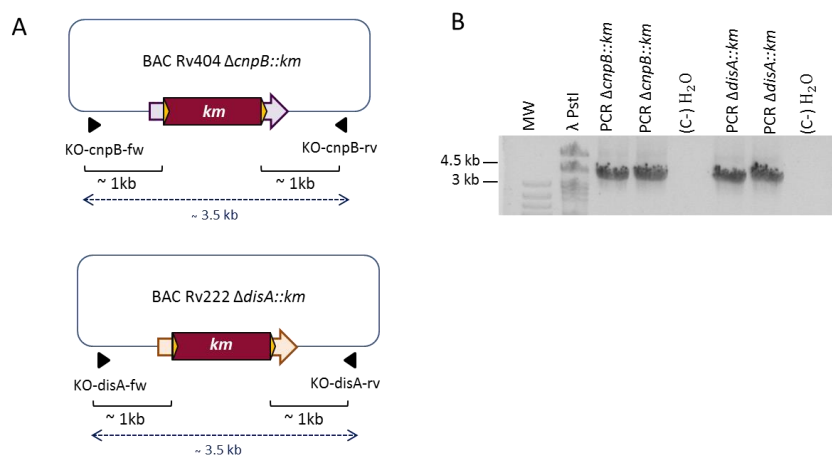 A
BAC Rv404 ΔcnpB::km
km
KO-cnpB-fw
KO-cnpB-rv
~ 1kb
~ 1kb
~ 3.5 kb
BAC Rv222 ΔdisA::km
km
KO-disA-fw
KO-disA-rv
~ 1kb
~ 1kb
~ 3.5 kb
B
MW
λ PstI
PCR ΔcnpB::km
PCR ΔcnpB::km
(C-) H₂O
PCR ΔdisA::km
PCR ΔdisA::km
(C-) H₂O
4.5 kb
3 kb